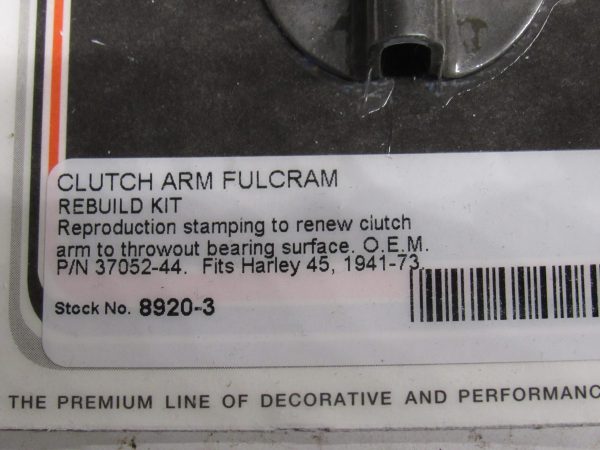 CLUTCH ARM FULCRAM
REBUILD KIT
Reproduction stamping to renew clutch
arm to throwout bearing surface. O.E.M.
P/N 37052-44. Fits Harley 45, 1941-73.
Stock No. 8920-3
THE PREMIUM LINE OF DECORATIVE AND PERFORMANC